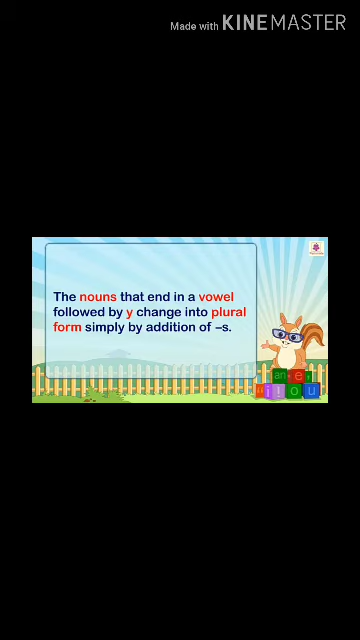 Made with KINEMASTER
The nouns that end in a vowel
followed by y change into plural
form simply by addition of –s.
an e
i o u